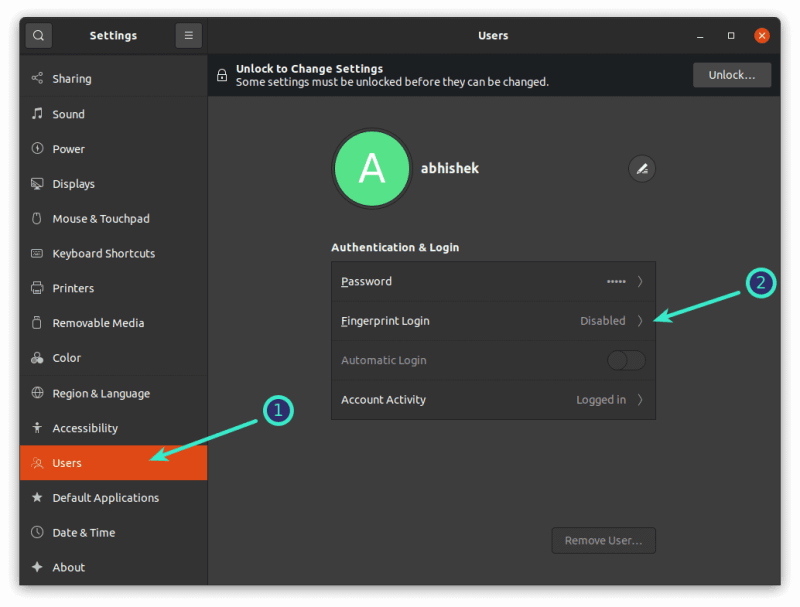 Settings
Users
Sharing
Sound
Power
Displays
Mouse & Touchpad
Keyboard Shortcuts
Printers
Removable Media
Color
Region & Language
Accessibility
Users
Default Applications
Date & Time
About
Unlock to Change Settings
Some settings must be unlocked before they can be changed.
Unlock...
A
abhishek
Authentication & Login
Password •••••
Fingerprint Login Disabled
Automatic Login
Account Activity Logged in
Remove User...
1
2